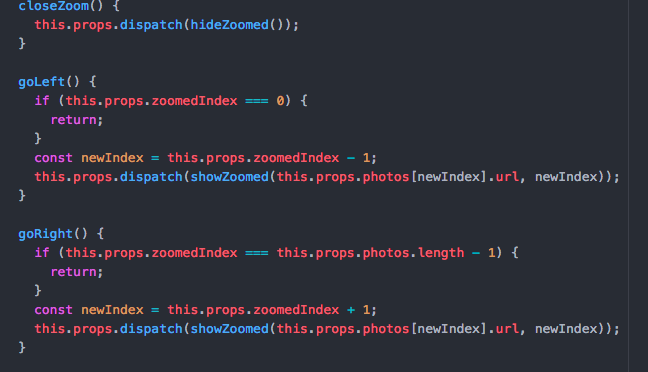 closeZoom() {
  this.props.dispatch(hideZoomed());
}

goLeft() {
  if (this.props.zoomedIndex === 0) {
    return;
  }
  const newIndex = this.props.zoomedIndex - 1;
  this.props.dispatch(showZoomed(this.props.photos[newIndex].url, newIndex));
}

goRight() {
  if (this.props.zoomedIndex === this.props.photos.length - 1) {
    return;
  }
  const newIndex = this.props.zoomedIndex + 1;
  this.props.dispatch(showZoomed(this.props.photos[newIndex].url, newIndex));
}